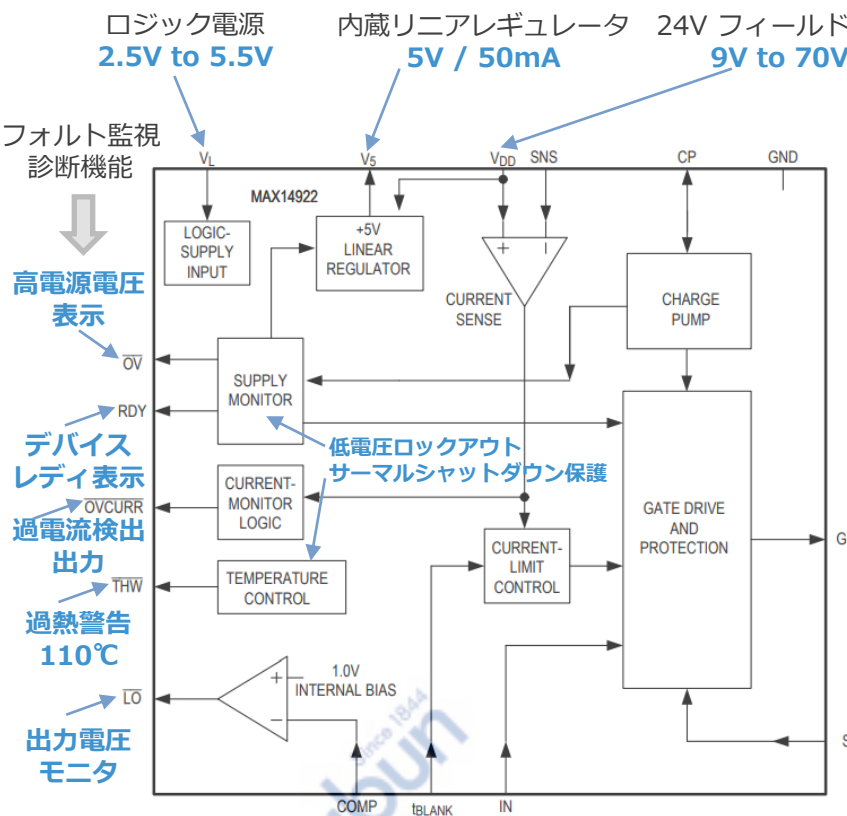 ロジック電源
2.5V to 5.5V
内蔵リニアレギュレータ
5V / 50mA
24V フィールド
9V to 70V
フォルト監視
診断機能
VL
V5
VDD
SNS
CP
GND
MAX14922
LOGIC-
SUPPLY
INPUT
+5V
LINEAR
REGULATOR
+
−
CURRENT
SENSE
CHARGE
PUMP
高電源電圧
表示
OV
SUPPLY
MONITOR
RDY
デバイス
レディ表示
低電圧ロックアウト
サーマルシャットダウン保護
OVCURR
CURRENT-
MONITOR
LOGIC
過電流検出
出力
GATE DRIVE
AND
PROTECTION
G
CURRENT-
LIMIT
CONTROL
THW
TEMPERATURE
CONTROL
過熱警告
110℃
LO
+
−
1.0V
INTERNAL BIAS
出力電圧
モニタ
S
COMP
tBLANK
IN
Since 1844